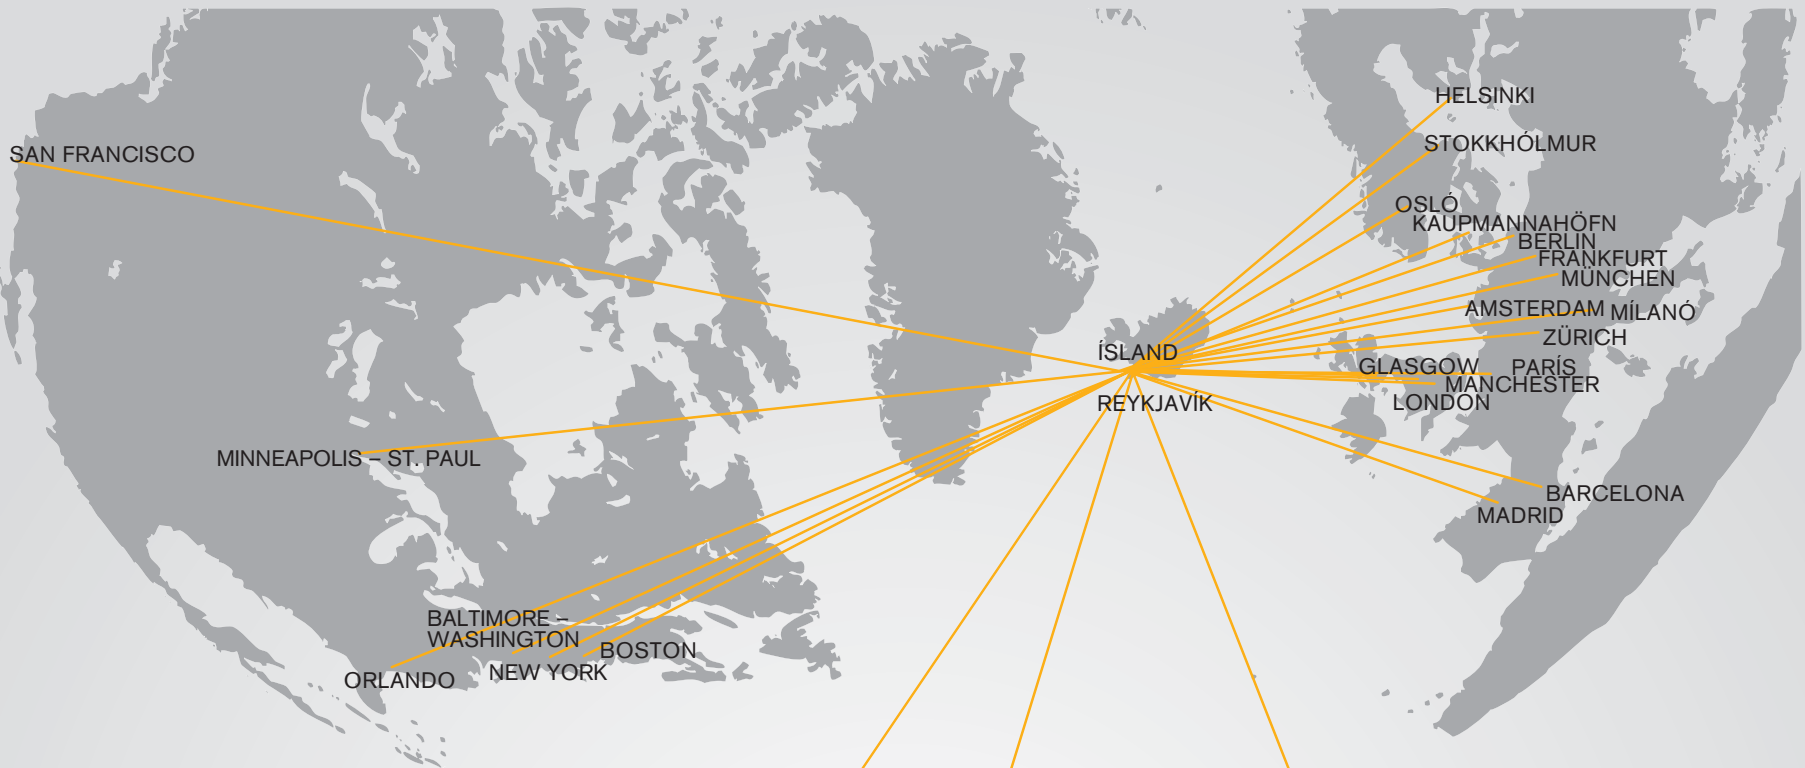 HELSINKI
STOKKHÓLMUR
SAN FRANCISCO
OSLÓ
KAUPMANNAHÖFN
BERLÍN
FRANKFURT
MÜNCHEN
AMSTERDAM
MÍLANÓ
ZÜRICH
ÍSLAND
GLASGOW
PARÍS
MANCHESTER
LONDON
REYKJAVÍK
MINNEAPOLIS – ST. PAUL
BARCELONA
MADRID
BALTIMORE –
WASHINGTON
BOSTON
NEW YORK
ORLANDO